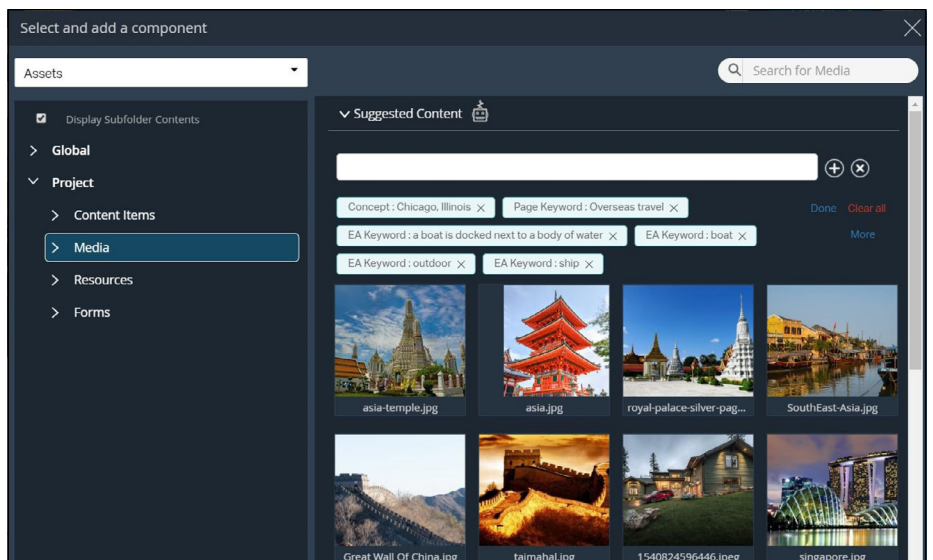 Select and add a component
Assets
Search for Media
Display Subfolder Contents
Global
Project
Content Items
Media
Resources
Forms
Suggested Content
Concept : Chicago, Illinois
Page Keyword : Overseas travel
Done
Clear all
EA Keyword : a boat is docked next to a body of water
EA Keyword : boat
More
EA Keyword : outdoor
EA Keyword : ship
asia-temple.jpg
asia.jpg
royal-palace-silver-pag...
SouthEast-Asia.jpg
Great Wall Of China.jpg
tajmahal.jpg
1540824596446.jpeg
singapore.jpg